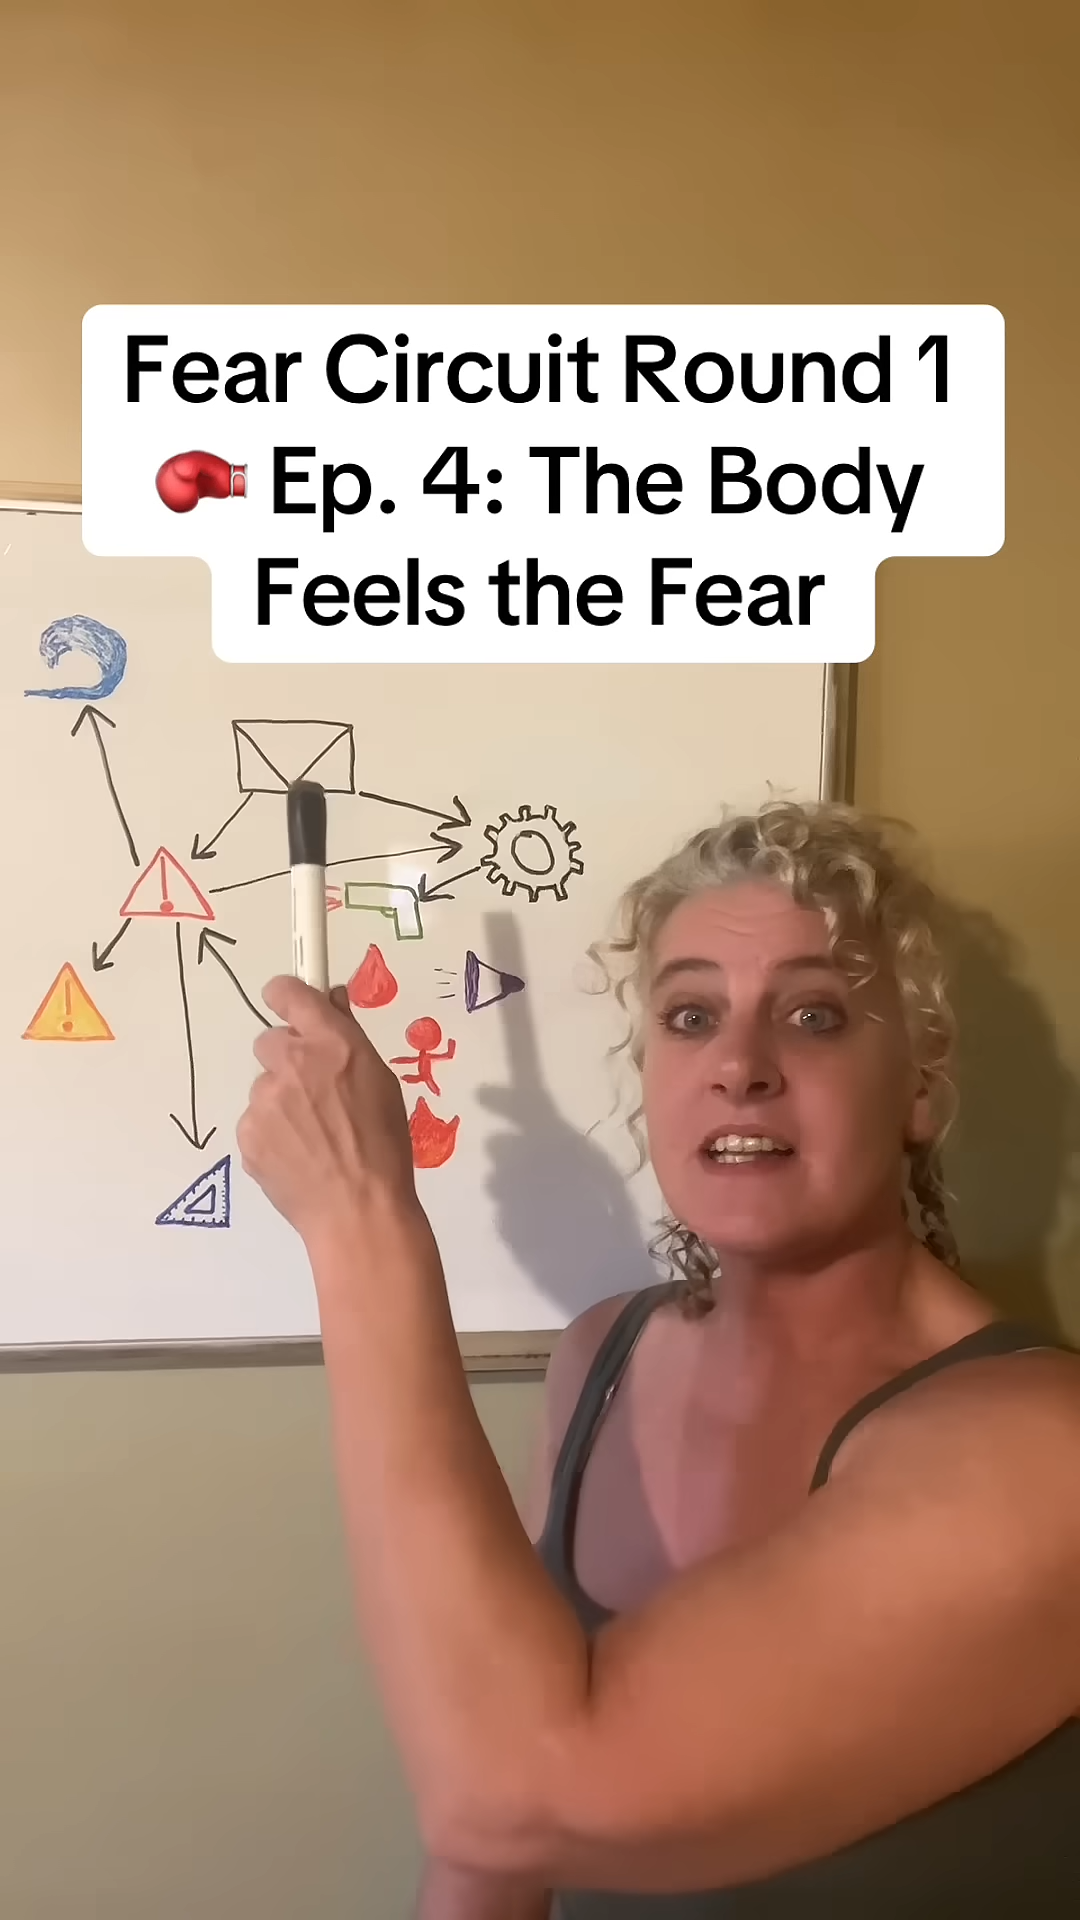 Fear Circuit Round 1
🥊 Ep. 4: The Body
Feels the Fear